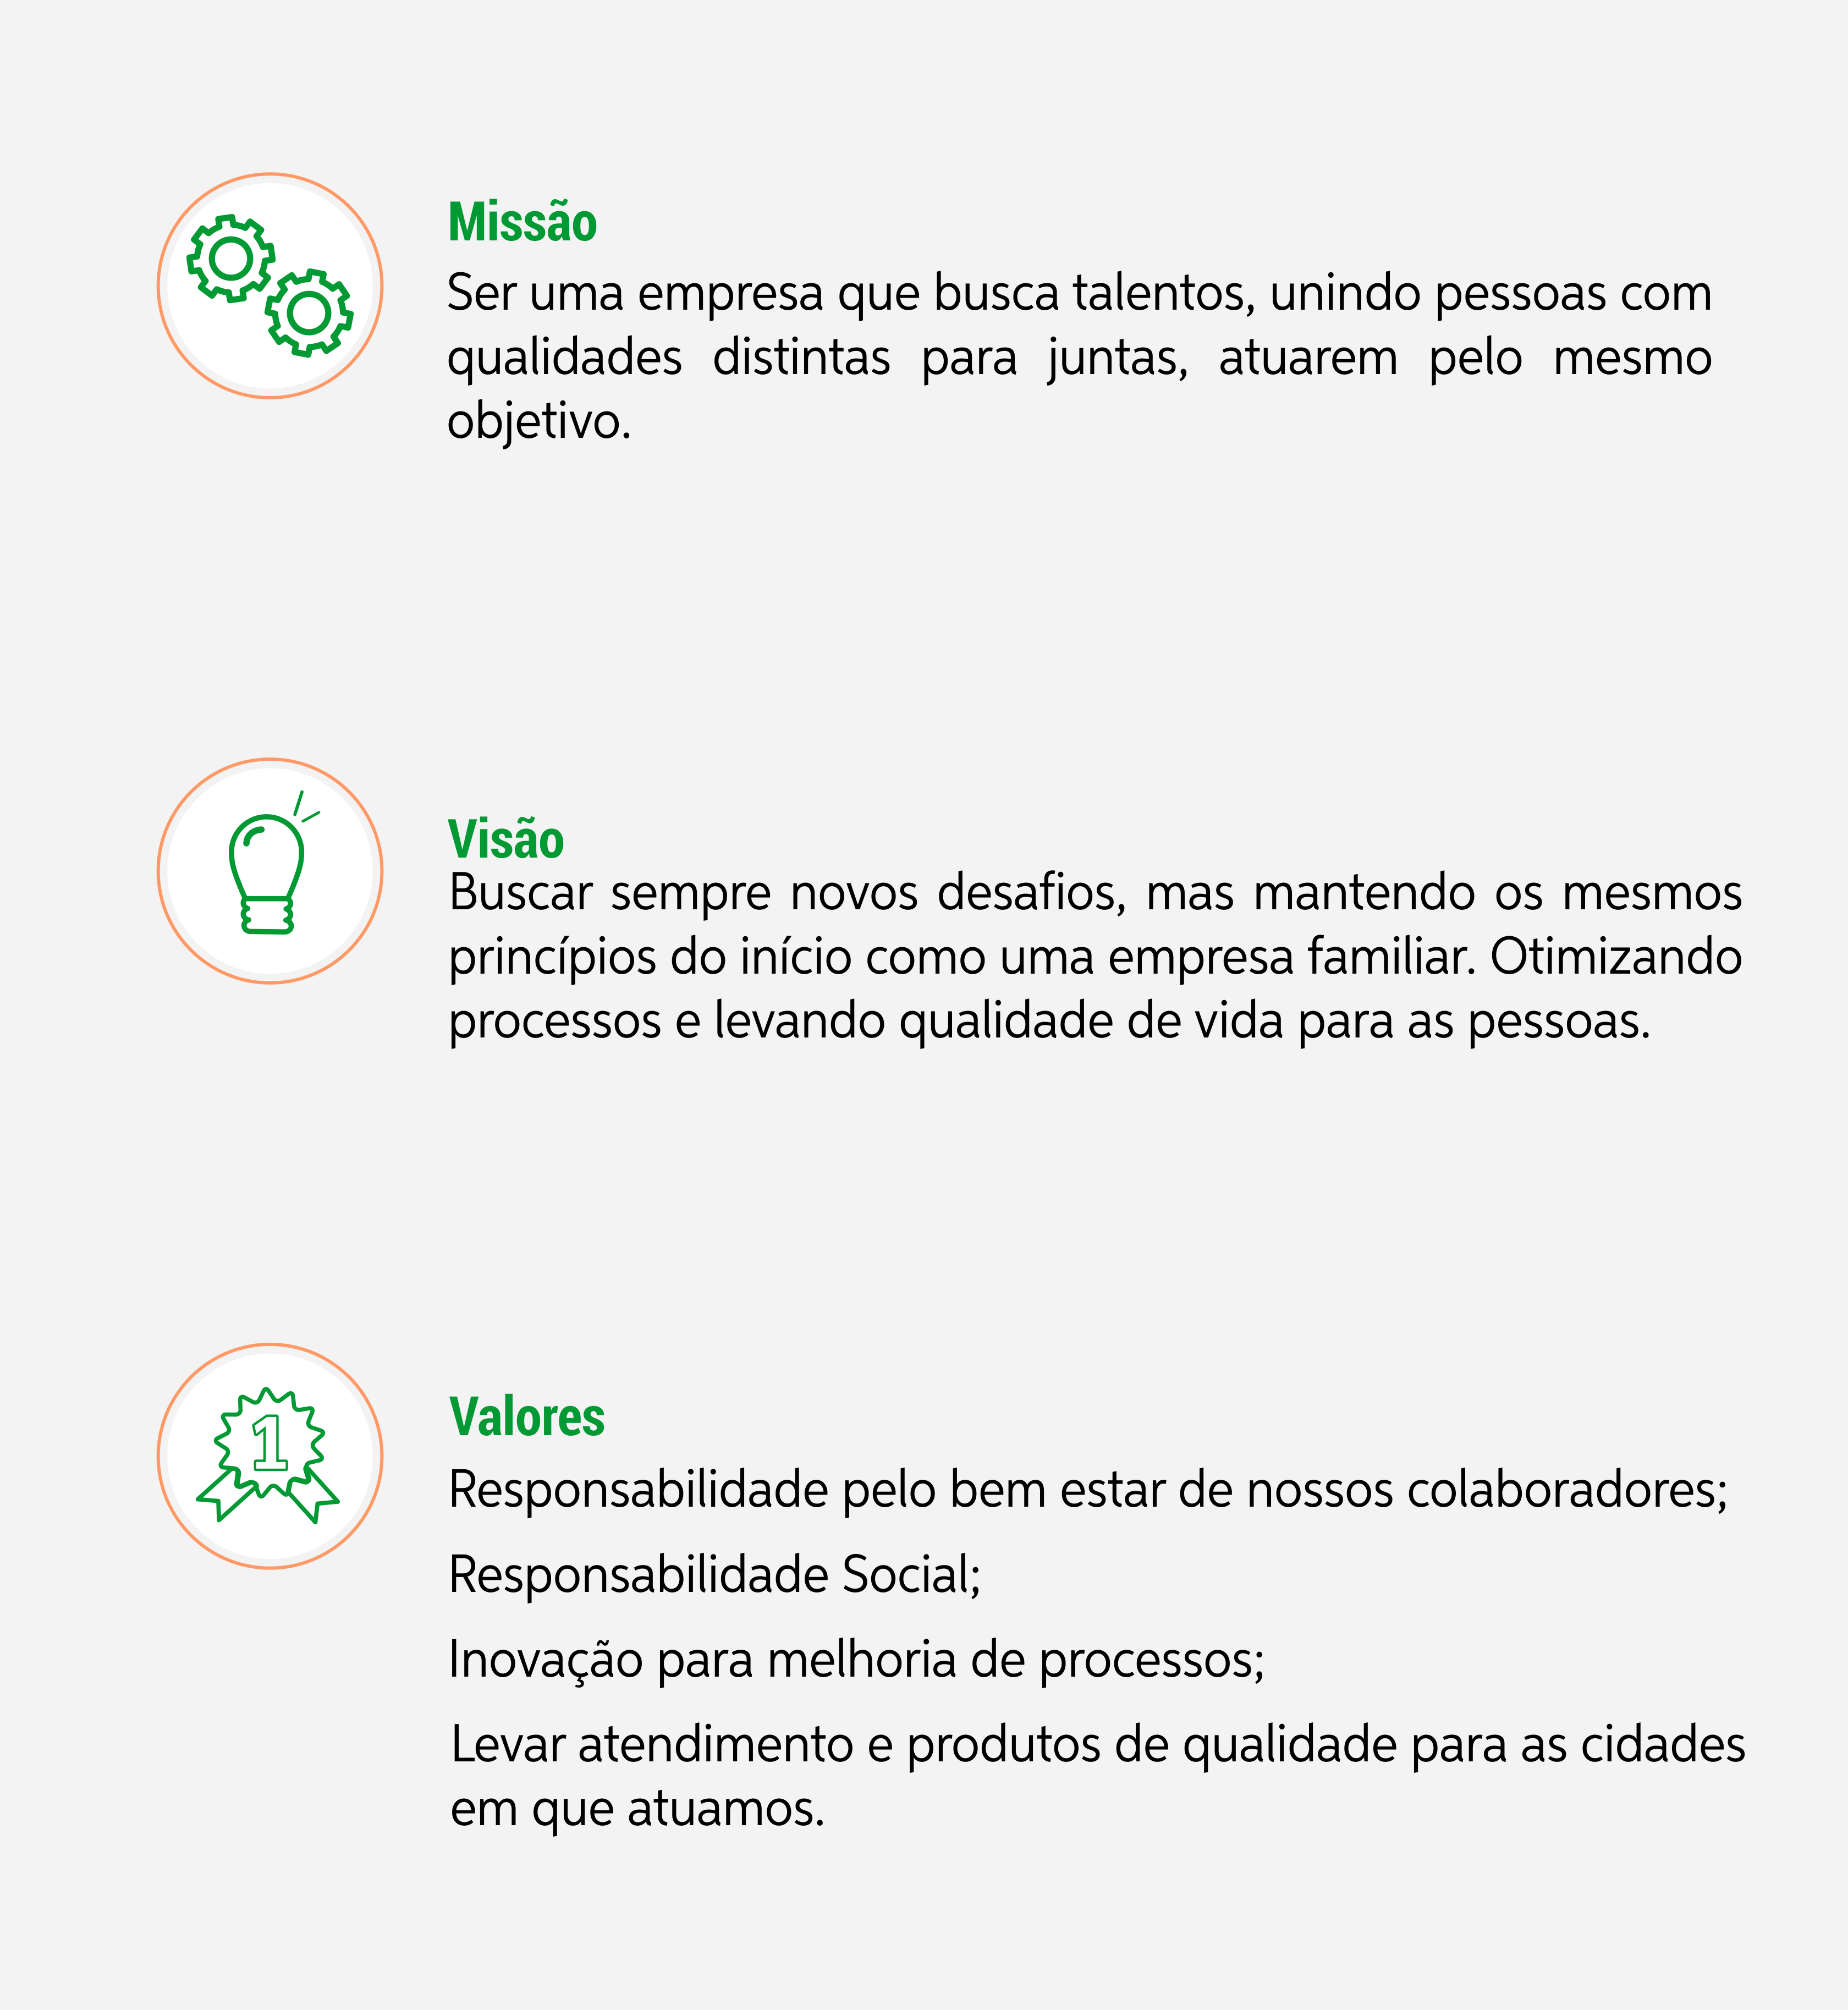 Missão
Ser uma empresa que busca talentos, unindo pessoas com
qualidades distintas para juntas, atuarem pelo mesmo
objetivo.
Visão
Buscar sempre novos desafios, mas mantendo os mesmos
princípios do início como uma empresa familiar. Otimizando
processos e levando qualidade de vida para as pessoas.
1
Valores
Responsabilidade pelo bem estar de nossos colaboradores;
Responsabilidade Social;
Inovação para melhoria de processos;
Levar atendimento e produtos de qualidade para as cidades
em que atuamos.